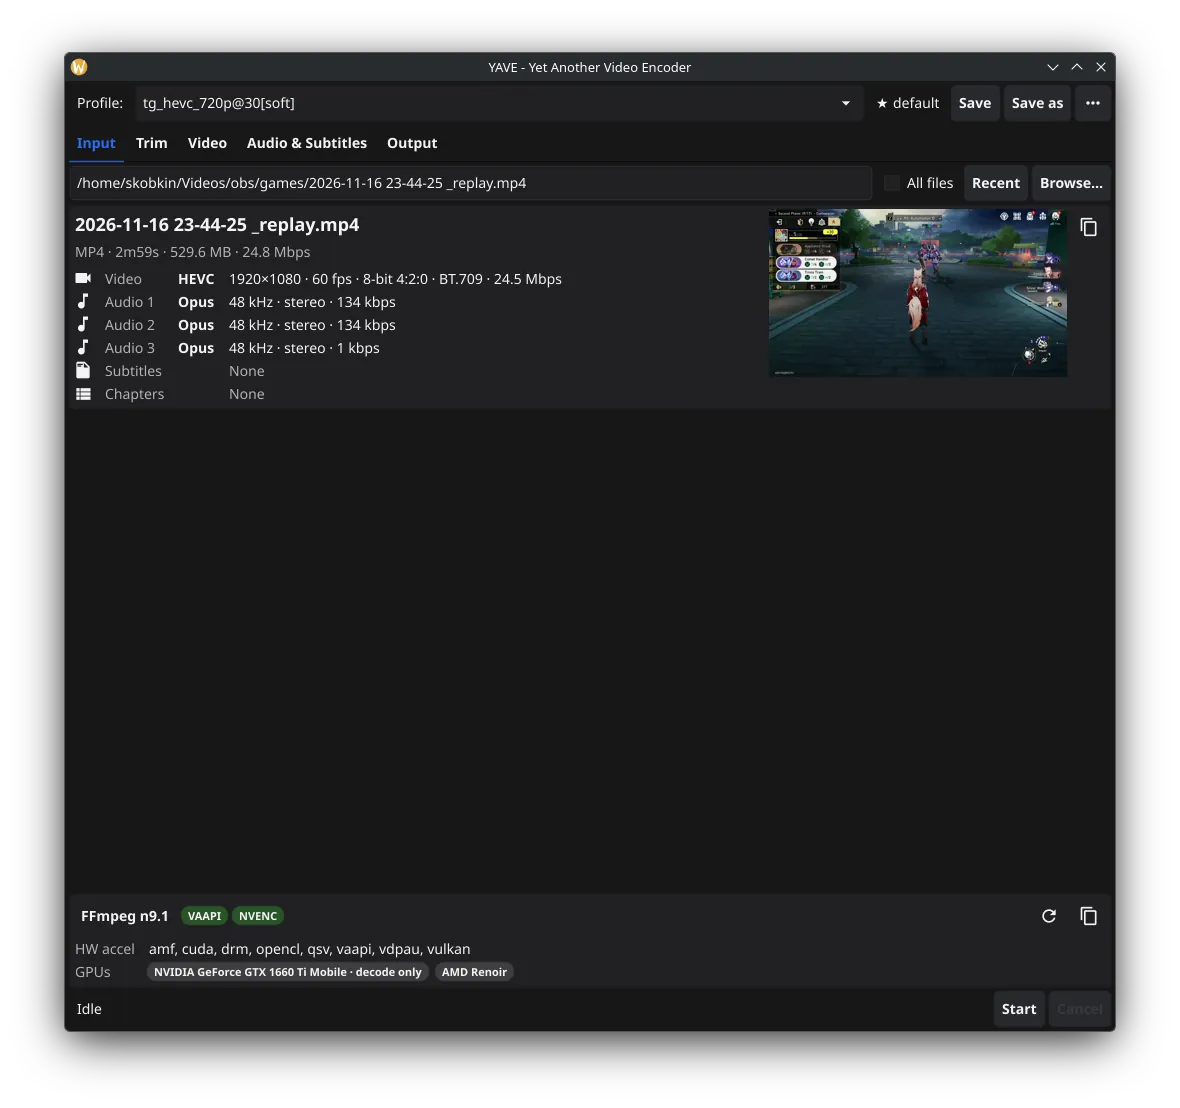 YAVE - Yet Another Video Encoder
Profile: tg_hevc_720p@30[soft] ★ default Save Save as ···
Input Trim Video Audio & Subtitles Output
/home/skobkin/Videos/obs/games/2026-11-16 23-44-25 _replay.mp4 All files Recent Browse...
2026-11-16 23-44-25 _replay.mp4
MP4 · 2m59s · 529.6 MB · 24.8 Mbps
Video HEVC 1920×1080 · 60 fps · 8-bit 4:2:0 · BT.709 · 24.5 Mbps
Audio 1 Opus 48 kHz · stereo · 134 kbps
Audio 2 Opus 48 kHz · stereo · 134 kbps
Audio 3 Opus 48 kHz · stereo · 1 kbps
Subtitles None
Chapters None
FFmpeg n9.1 VAAPI NVENC
HW accel amf, cuda, drm, opencl, qsv, vaapi, vdpau, vulkan
GPUs NVIDIA GeForce GTX 1660 Ti Mobile · decode only AMD Renoir
Idle Start Cancel